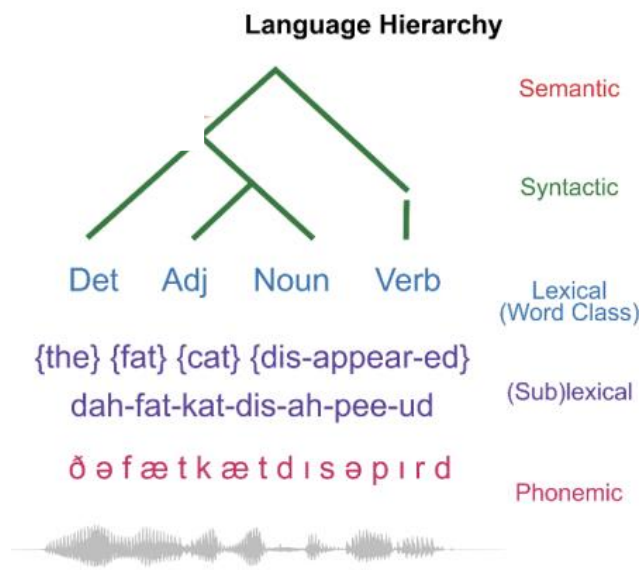 Language Hierarchy
Semantic
Syntactic
Det Adj Noun Verb
Lexical
(Word Class)
{the} {fat} {cat} {dis-appear-ed}
(Sub)lexical
dah-fat-kat-dis-ah-pee-ud
ð ə f æ t k æ t d ɪ s ə p ɪ r d
Phonemic